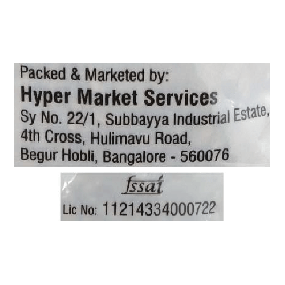 Packed & Marketed by:
Hyper Market Services
Sy No. 22/1, Subbayya Industrial Estate,
4th Cross, Hulimavu Road,
Begur Hobli, Bangalore - 560076
fssai
Lic No: 11214334000722